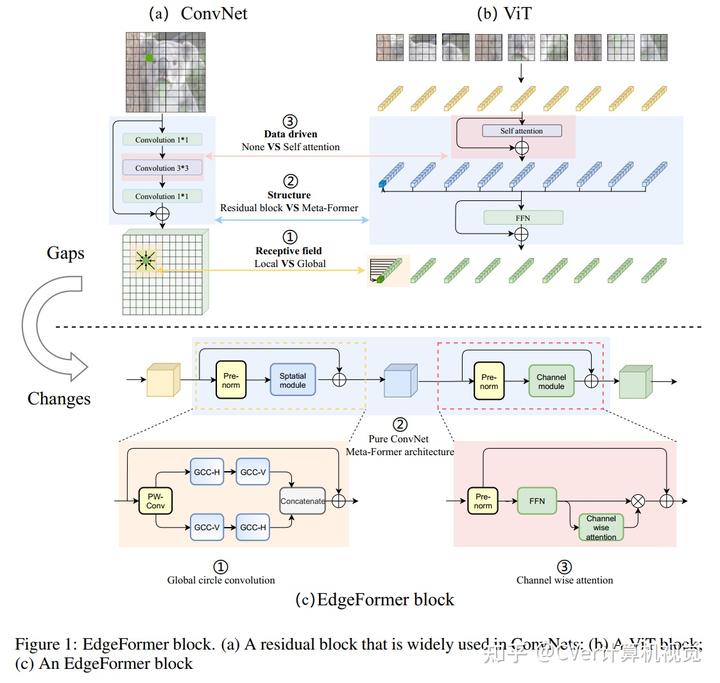 (a) ConvNet
(b) ViT
Convolution 1*1
Convolution 3*3
Convolution 1*1
③
Data driven
None VS Self attention
②
Structure
Residual block VS Meta-Former
①
Receptive field
Local VS Global
Self attention
FFN
Gaps
Changes
Pre-
norm
Sptatial
module
Pre-
norm
Channel
module
②
Pure ConvNet
Meta-Former architecture
PW-
Conv
GCC-H
GCC-V
GCC-V
GCC-H
Concatenate
Pre-
norm
FFN
Channel
wise
attention
①
Global circle convolution
③
Channel wise attention
(c)EdgeFormer block
Figure 1: EdgeFormer block. (a) A residual block that is widely used in ConvNets; (b) A ViT block;
(c) An EdgeFormer block
知乎 @CVer计算机视觉